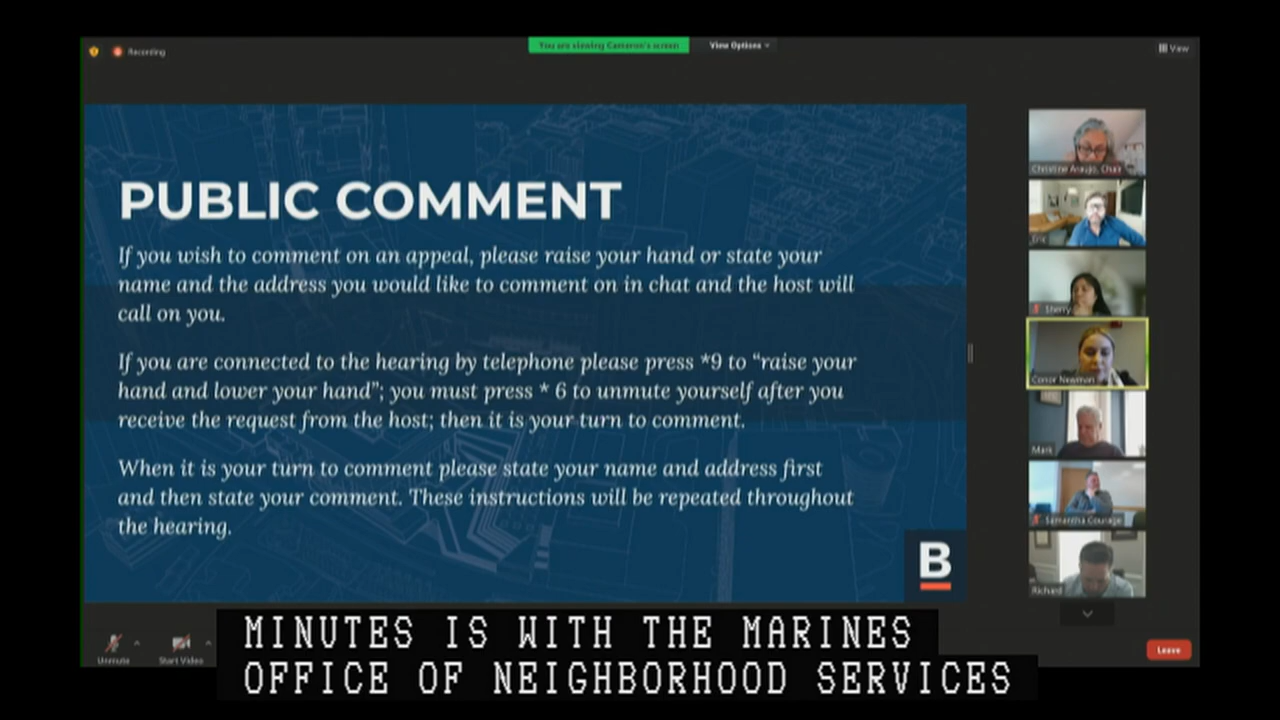 Recording
You are viewing Cameron's screen
View Options
View
PUBLIC COMMENT
If you wish to comment on an appeal, please raise your hand or state your
name and the address you would like to comment on in chat and the host will
call on you.
If you are connected to the hearing by telephone please press *9 to “raise your
hand and lower your hand”; you must press * 6 to unmute yourself after you
receive the request from the host; then it is your turn to comment.
When it is your turn to comment please state your name and address first
and then state your comment. These instructions will be repeated throughout
the hearing.
B
Christine Araujo, Chair
Eric
Sherry
Conor Newman
Mark
Samantha Courage
Richard
Unmute
Start Video
Leave
MINUTES IS WITH THE MARINES
OFFICE OF NEIGHBORHOOD SERVICES